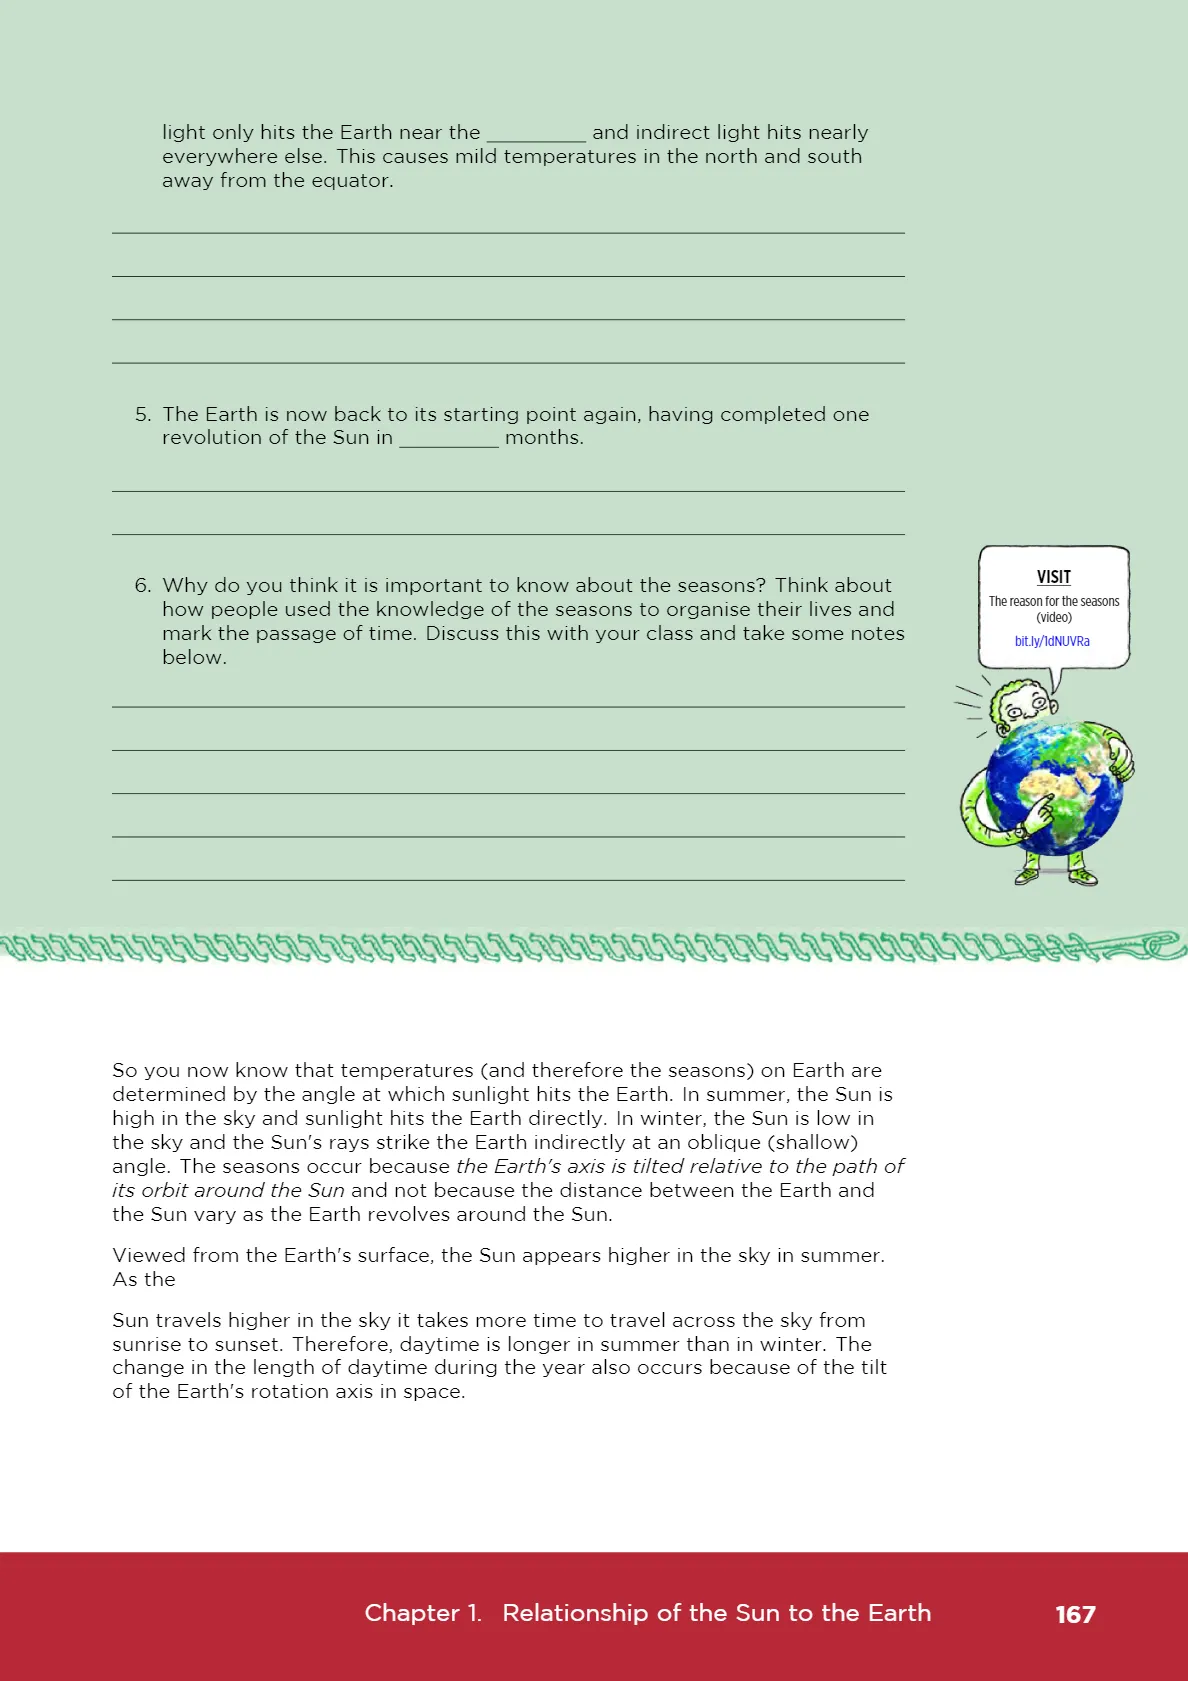 light only hits the Earth near the _________ and indirect light hits nearly
everywhere else. This causes mild temperatures in the north and south
away from the equator.
5. The Earth is now back to its starting point again, having completed one
revolution of the Sun in _________ months.
6. Why do you think it is important to know about the seasons? Think about
how people used the knowledge of the seasons to organise their lives and
mark the passage of time. Discuss this with your class and take some notes
below.
VISIT
The reason for the seasons
(video)
bit.ly/1dNUVRa
So you now know that temperatures (and therefore the seasons) on Earth are
determined by the angle at which sunlight hits the Earth. In summer, the Sun is
high in the sky and sunlight hits the Earth directly. In winter, the Sun is low in
the sky and the Sun's rays strike the Earth indirectly at an oblique (shallow)
angle. The seasons occur because the Earth's axis is tilted relative to the path of
its orbit around the Sun and not because the distance between the Earth and
the Sun vary as the Earth revolves around the Sun.
Viewed from the Earth's surface, the Sun appears higher in the sky in summer.
As the
Sun travels higher in the sky it takes more time to travel across the sky from
sunrise to sunset. Therefore, daytime is longer in summer than in winter. The
change in the length of daytime during the year also occurs because of the tilt
of the Earth's rotation axis in space.
Chapter 1. Relationship of the Sun to the Earth 167